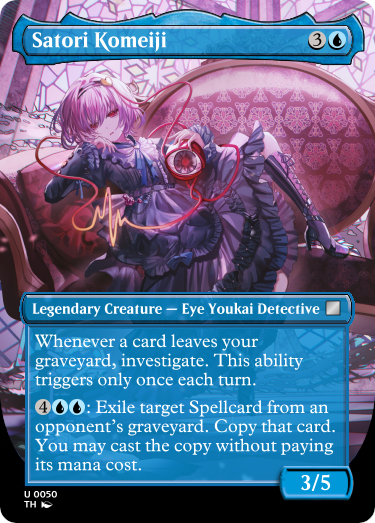 Satori Komeiji 3
Legendary Creature — Eye Youkai Detective
Whenever a card leaves your
graveyard, investigate. This ability
triggers only once each turn.
4: Exile target Spellcard from an
opponent's graveyard. Copy that card.
You may cast the copy without paying
its mana cost.
3/5
U 0050
TH